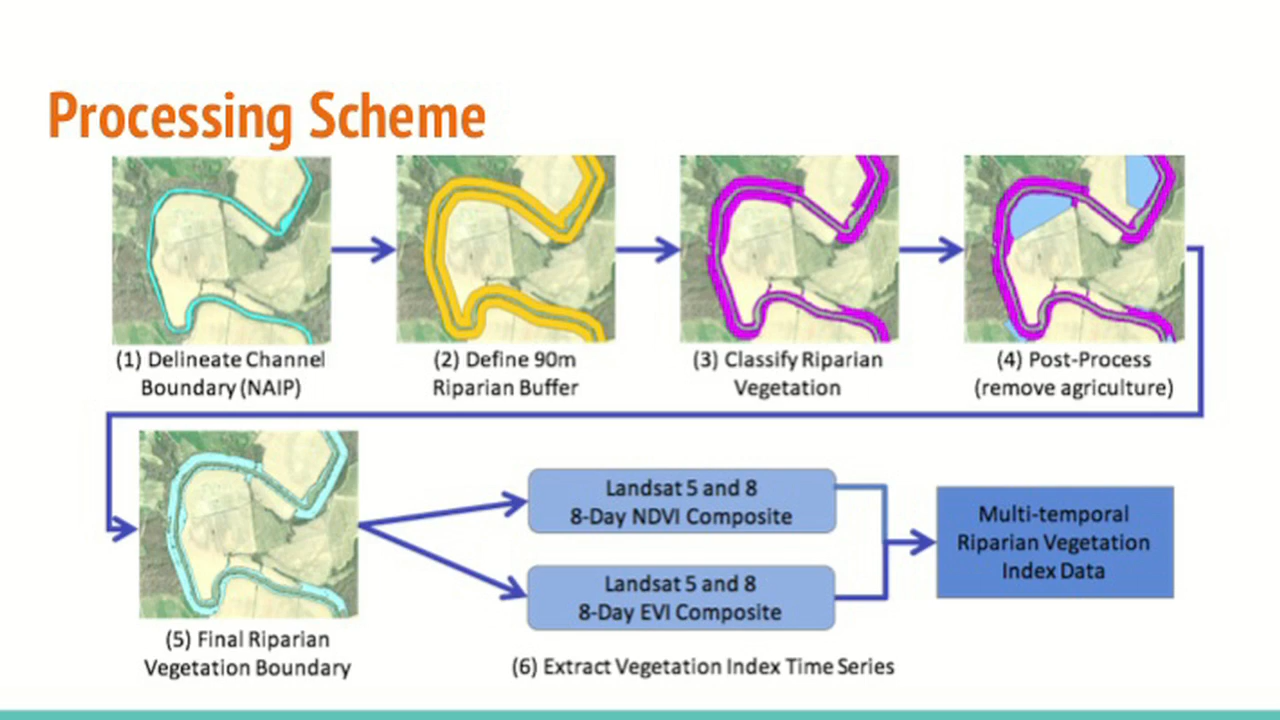 Processing Scheme
(1) Delineate Channel
Boundary (NAIP)
(2) Define 90m
Riparian Buffer
(3) Classify Riparian
Vegetation
(4) Post-Process
(remove agriculture)
(5) Final Riparian
Vegetation Boundary
Landsat 5 and 8
8-Day NDVI Composite
Landsat 5 and 8
8-Day EVI Composite
(6) Extract Vegetation Index Time Series
Multi-temporal
Riparian Vegetation
Index Data